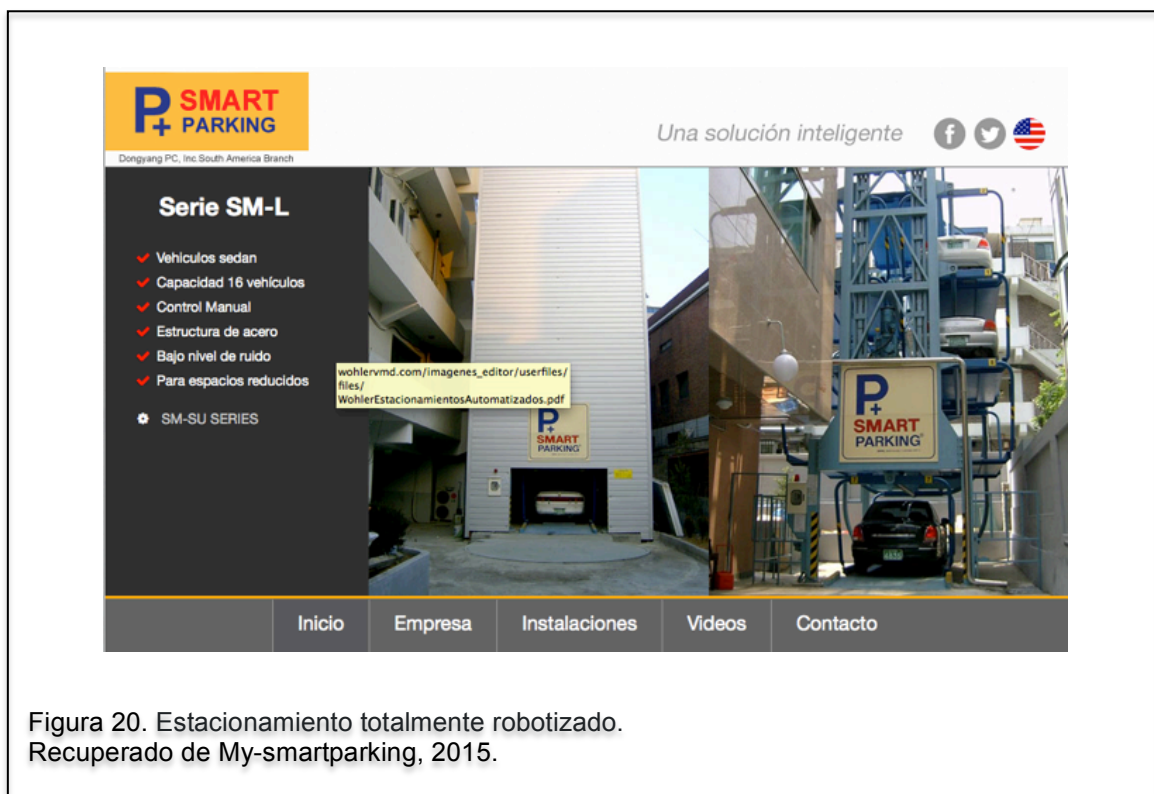 P+ SMART
PARKING
Dongyang PC, Inc.South America Branch
Una solución inteligente
f
Serie SM-L
Vehiculos sedan
Capacidad 16 vehículos
Control Manual
Estructura de acero
Bajo nivel de ruido
Para espacios reducidos
SM-SU SERIES
wohlervmd.com/imagenes_editor/userfiles/
files/
WohlerEstacionamientosAutomatizados.pdf
P+
SMART
PARKING
P+
SMART
PARKING
Inicio
Empresa
Instalaciones
Videos
Contacto
Figura 20. Estacionamiento totalmente robotizado.
Recuperado de My-smartparking, 2015.